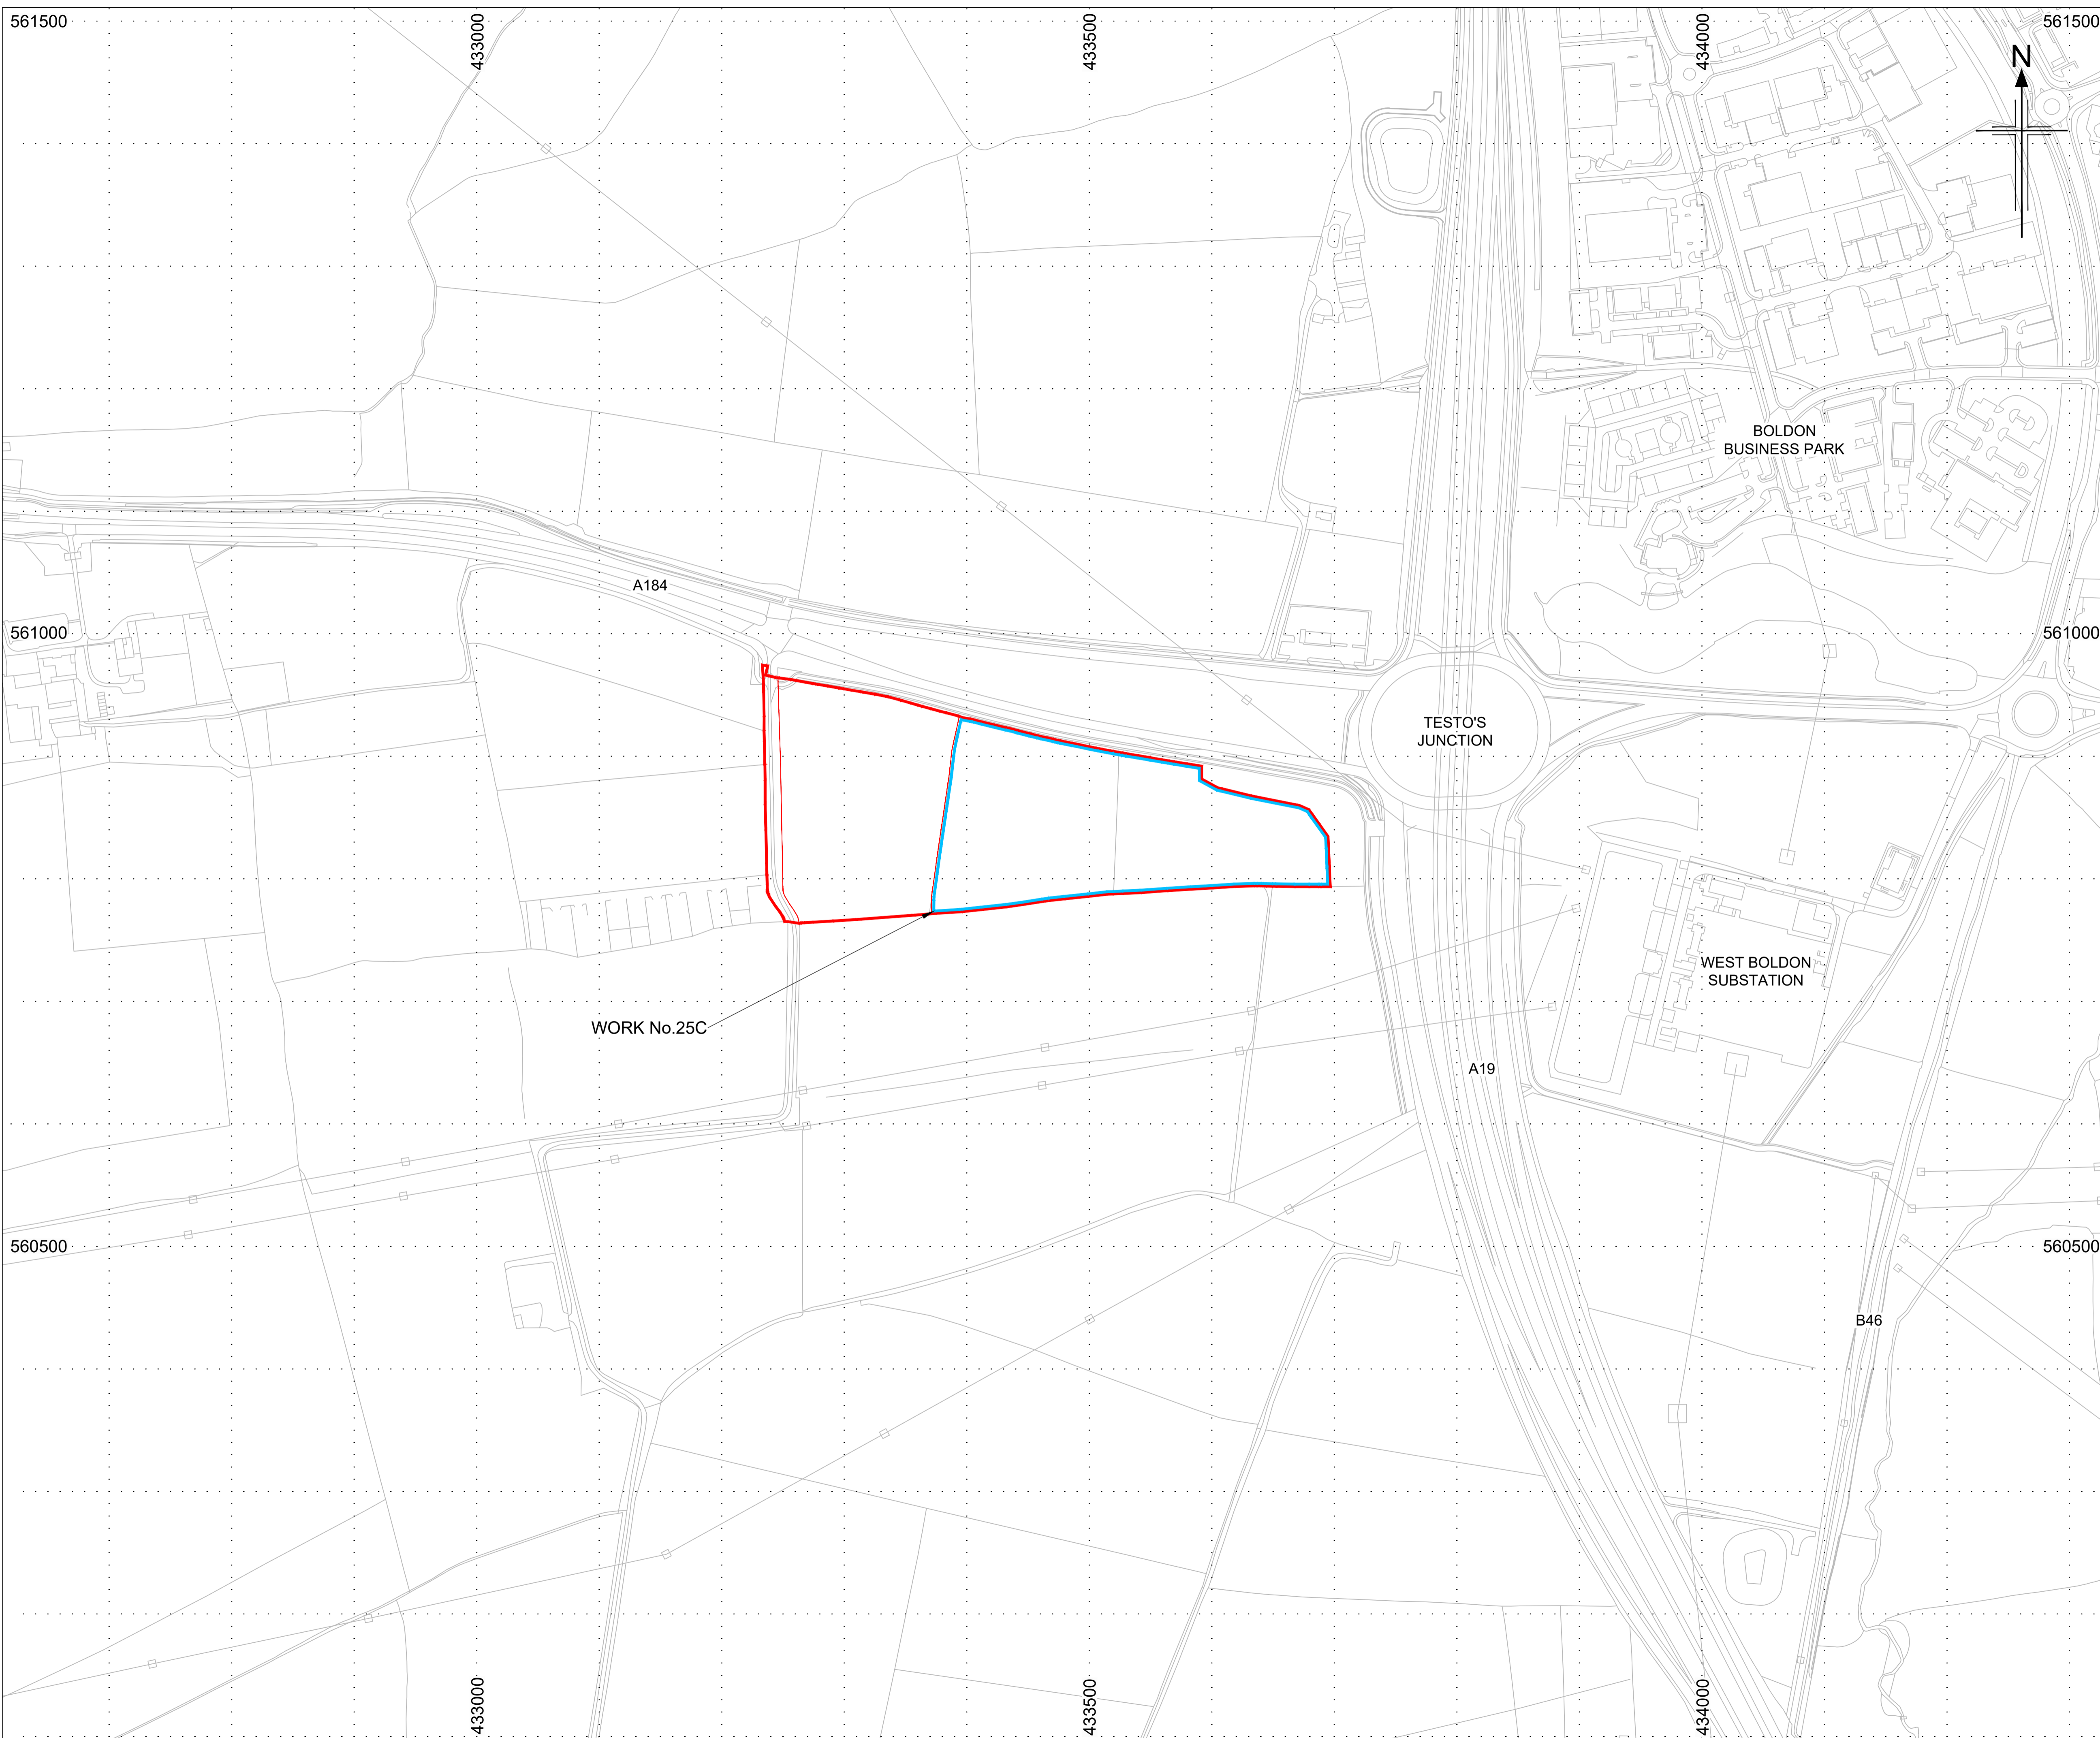 561500
433000
433500
434000
561500
N
BOLDON
BUSINESS PARK
A184
561000
561000
TESTO'S
JUNCTION
WEST BOLDON
SUBSTATION
WORK No.25C
A19
560500
560500
B46
433000
433500
434000